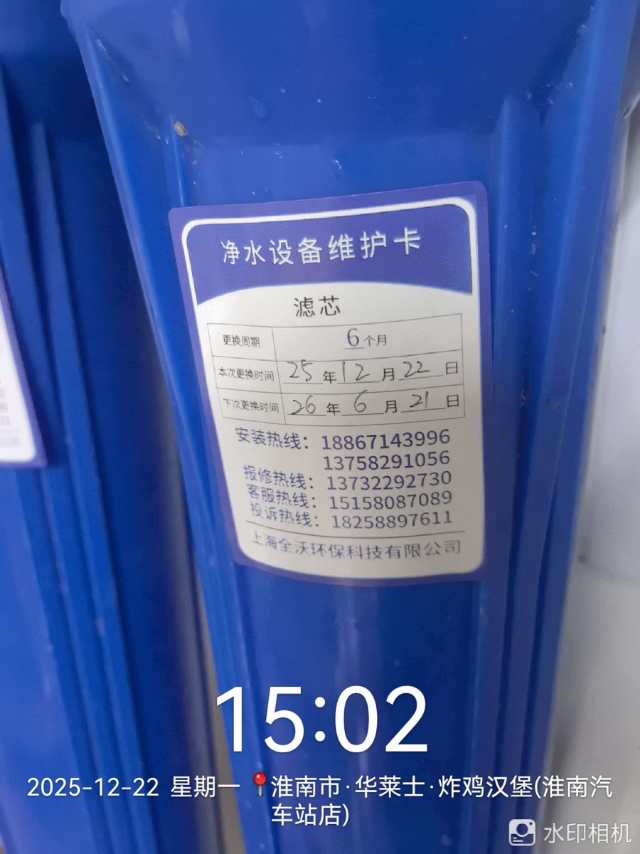 净水设备维护卡
滤芯
更换周期 6个月
本次更换时间 25年12月22日
下次更换时间 26年6月21日
安装热线：18867143996
13758291056
报修热线：13732292730
客服热线：15158087089
投诉热线：18258897611
上海全沃环保科技有限公司
15:02
2025-12-22 星期一 淮南市·华莱士·炸鸡汉堡(淮南汽
车站店)
水印相机